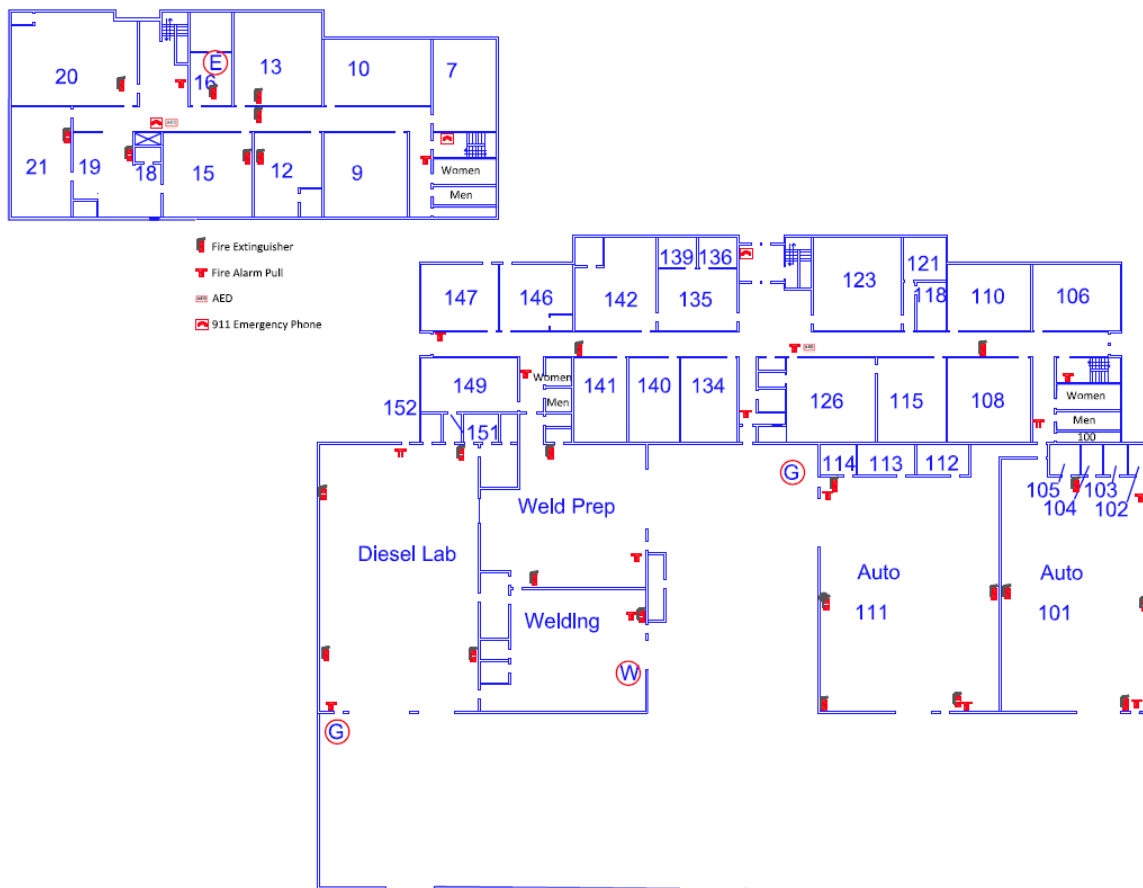 20
E
16
13
10
7
21
19
18
15
12
9
Women
Men
Fire Extinguisher
Fire Alarm Pull
AED AED
911 Emergency Phone
AED
147
146
142
139
136
135
123
121
118
110
106
AED
149
Women
Men
141
140
134
126
115
108
Women
Men
100
152
151
G
114
113
112
105
104
103
102
Weld Prep
Diesel Lab
Auto
111
Auto
101
WeldIng
W
G